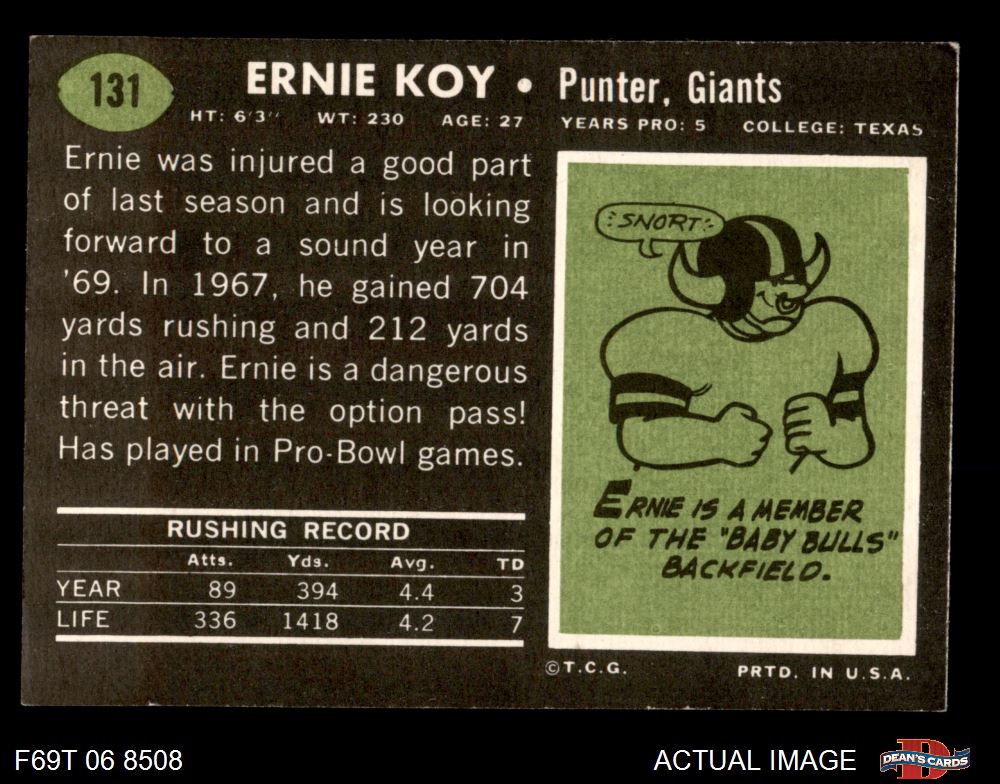 131
ERNIE KOY • Punter, Giants
HT: 6'3'' WT: 230 AGE: 27 YEARS PRO: 5 COLLEGE: TEXAS
Ernie was injured a good part
of last season and is looking
forward to a sound year in
'69. In 1967, he gained 704
yards rushing and 212 yards
in the air. Ernie is a dangerous
threat with the option pass!
Has played in Pro-Bowl games.
RUSHING RECORD
Atts. Yds. Avg. TD
YEAR 89 394 4.4 3
LIFE 336 1418 4.2 7
SNORT
ERNIE IS A MEMBER
OF THE "BABY BULLS"
BACKFIELD.
©T.C.G. PRTD. IN U.S.A.
F69T 06 8508
ACTUAL IMAGE
D
DEAN'S CARDS